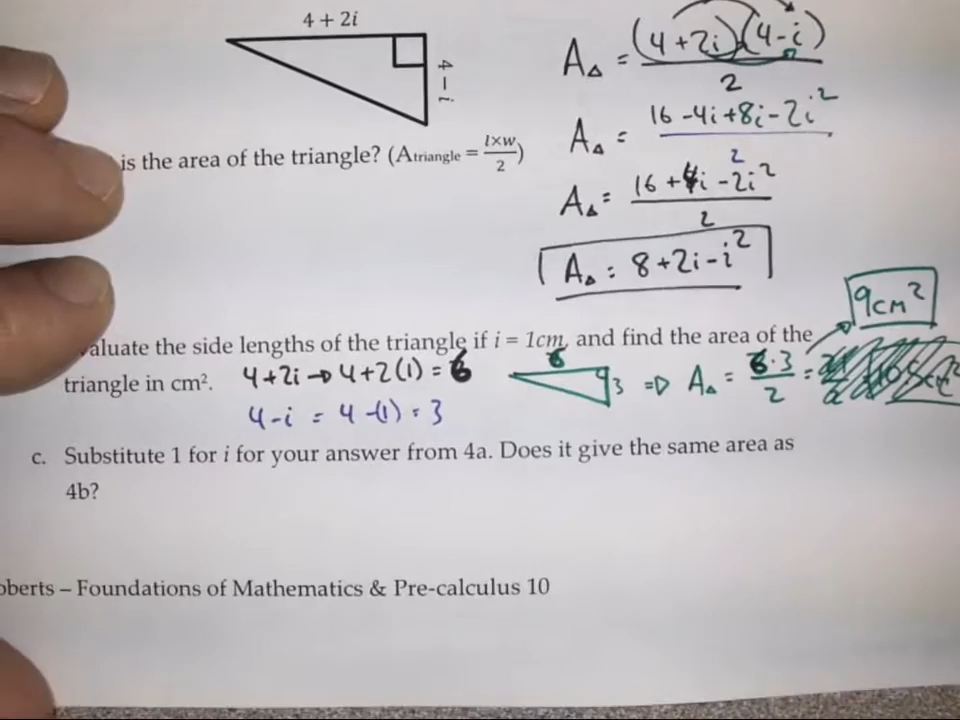 4 + 2i
4 – i
A△ = (4+2i)(4-i)
2
A△ = 16 -4i+8i-2i²
2
is the area of the triangle? (Atriangle = l×w/2)
A△ = 16 +4i -2i²
2
A△ = 8+2i-i²
9cm²
aluate the side lengths of the triangle if i = 1cm, and find the area of the
triangle in cm². 4+2i → 4+2(1) = 6
6
3 ⇒ A△ = 6·3/2 =
4-i = 4-(1) = 3
c. Substitute 1 for i for your answer from 4a. Does it give the same area as
4b?
oberts – Foundations of Mathematics & Pre-calculus 10